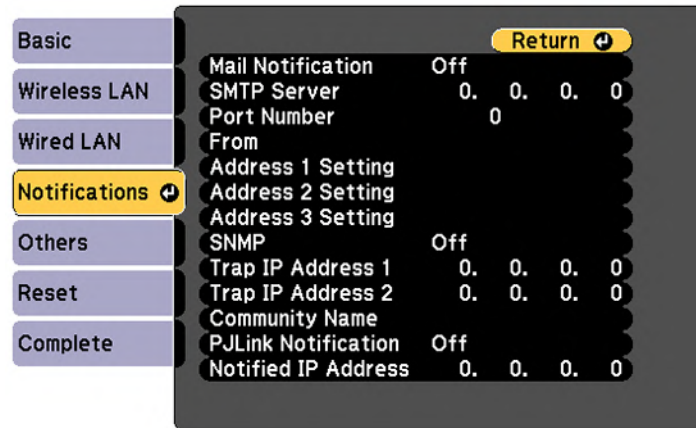 Basic
Wireless LAN
Wired LAN
Notifications
Others
Reset
Complete
Return
Mail Notification Off
SMTP Server 0. 0. 0. 0
Port Number 0
From
Address 1 Setting
Address 2 Setting
Address 3 Setting
SNMP Off
Trap IP Address 1 0. 0. 0. 0
Trap IP Address 2 0. 0. 0. 0
Community Name
PJLink Notification Off
Notified IP Address 0. 0. 0. 0